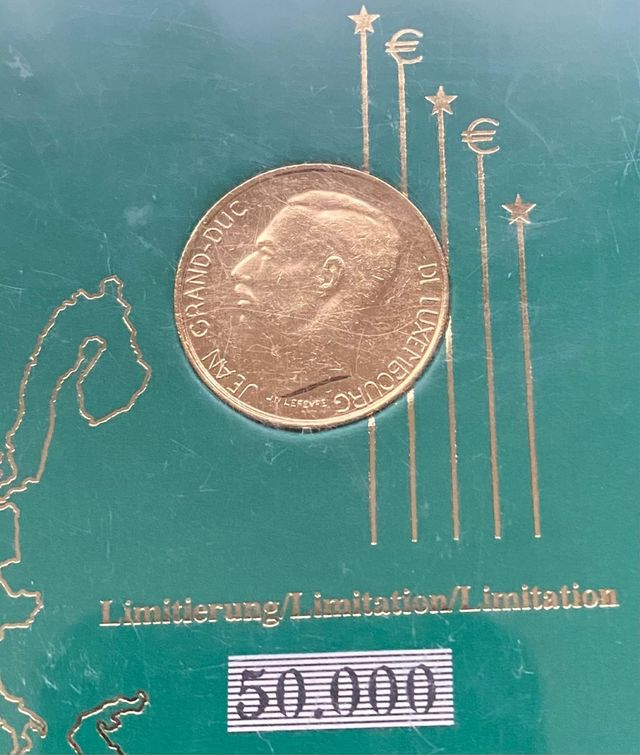 €
€
JEAN GRAND-DUC DE LUXEMBOURG
J.N LEFEVRE
Limitierung/Limitation/Limitation
50.000